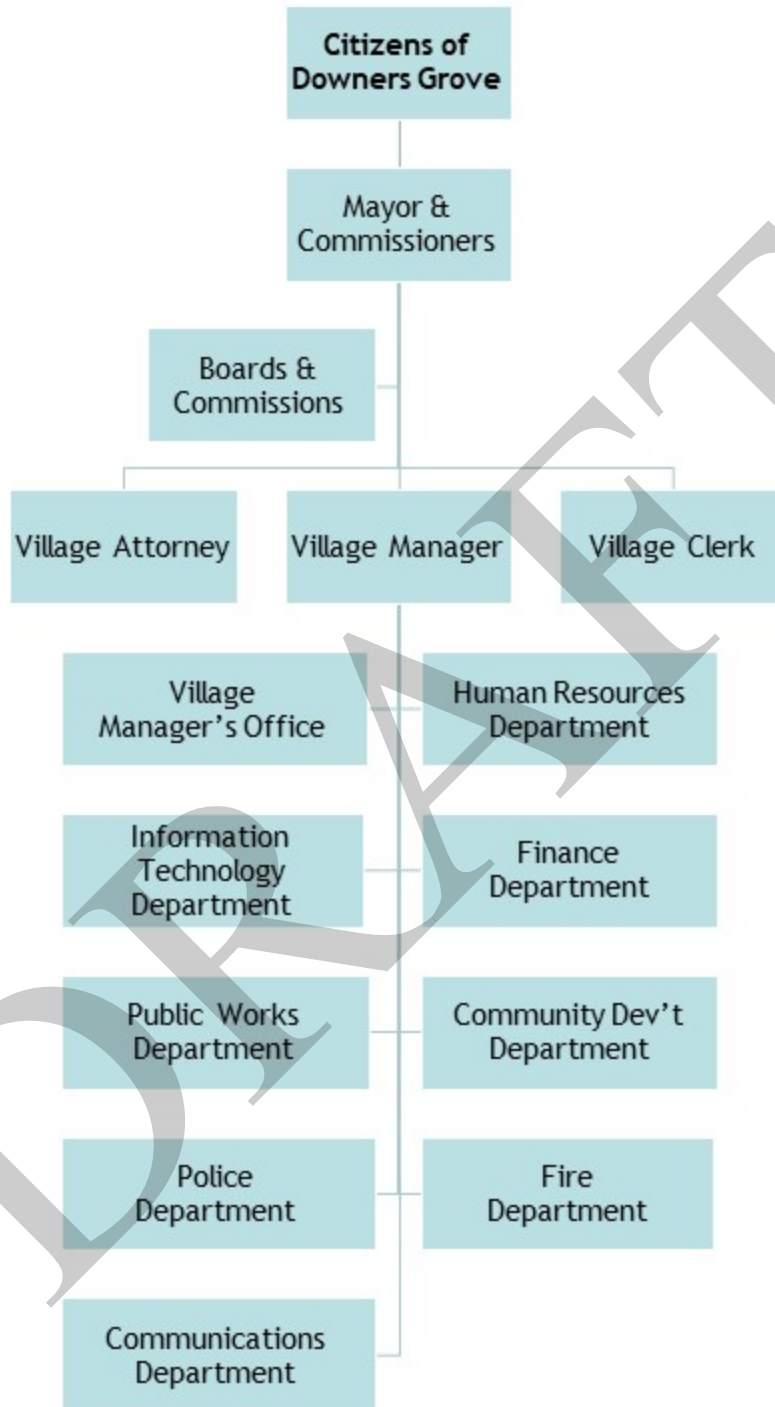 Citizens of
Downers Grove
Mayor &
Commissioners
Boards &
Commissions
Village Attorney
Village Manager
Village Clerk
Village
Manager's Office
Human Resources
Department
Information
Technology
Department
Finance
Department
Public Works
Department
Community Dev't
Department
Police
Department
Fire
Department
Communications
Department
DRAFT